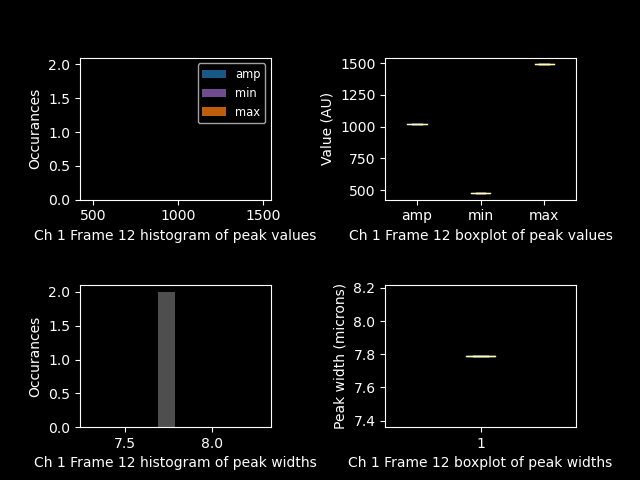 2.0
1.5
1.0
0.5
0.0
Occurances
amp
min
max
500 1000 1500
Ch 1 Frame 12 histogram of peak values
1500
1250
1000
750
500
Value (AU)
amp min max
Ch 1 Frame 12 boxplot of peak values
2.0
1.5
1.0
0.5
0.0
Occurances
7.5 8.0
Ch 1 Frame 12 histogram of peak widths
8.2
8.0
7.8
7.6
7.4
Peak width (microns)
1
Ch 1 Frame 12 boxplot of peak widths